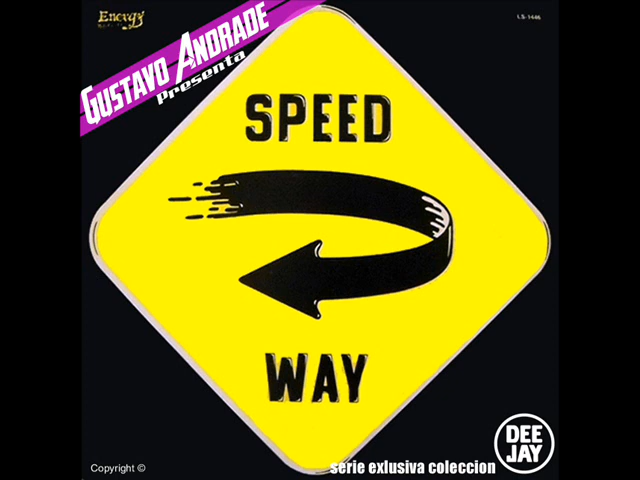 Energy
LS-1446
GUSTAVO ANDRADE
Presenta
SPEED
WAY
DEE
JAY
serie exlusiva coleccion
Copyright ©